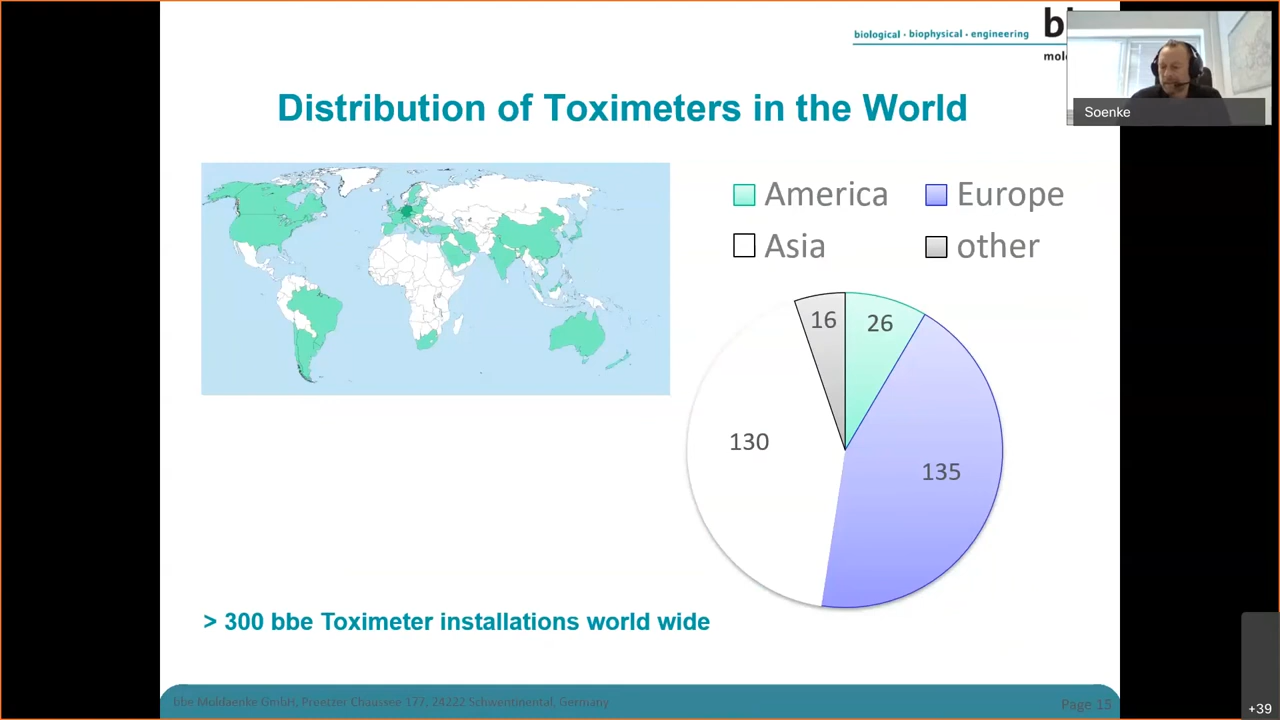 biological · biophysical · engineering
Soenke
Distribution of Toximeters in the World
America
Europe
Asia
other
16
26
130
135
> 300 bbe Toximeter installations world wide
bbe Moldaenke GmbH, Preetzer Chaussee 177, 24222 Schwentinental, Germany
Page 15
+39